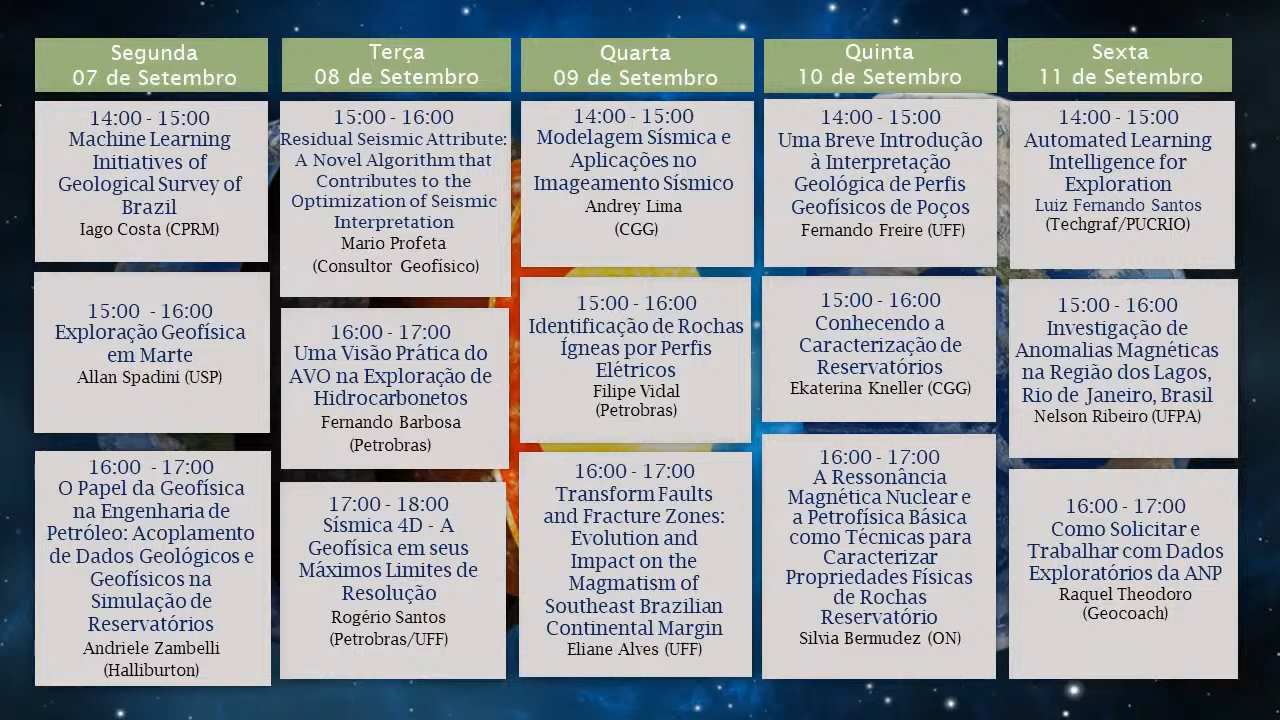 Segunda
07 de Setembro
14:00 - 15:00
Machine Learning
Initiatives of
Geological Survey of
Brazil
Iago Costa (CPRM)
15:00 - 16:00
Exploração Geofísica
em Marte
Allan Spadini (USP)
16:00 - 17:00
O Papel da Geofísica
na Engenharia de
Petróleo: Acoplamento
de Dados Geológicos e
Geofísicos na
Simulação de
Reservatórios
Andriele Zambelli
(Halliburton)
Terça
08 de Setembro
15:00 - 16:00
Residual Seismic Attribute:
A Novel Algorithm that
Contributes to the
Optimization of Seismic
Interpretation
Mario Profeta
(Consultor Geofísico)
16:00 - 17:00
Uma Visão Prática do
AVO na Exploração de
Hidrocarbonetos
Fernando Barbosa
(Petrobras)
17:00 - 18:00
Sísmica 4D - A
Geofísica em seus
Máximos Limites de
Resolução
Rogério Santos
(Petrobras/UFF)
Quarta
09 de Setembro
14:00 - 15:00
Modelagem Sísmica e
Aplicações no
Imageamento Sísmico
Andrey Lima
(CGG)
15:00 - 16:00
Identificação de Rochas
Ígneas por Perfis
Elétricos
Filipe Vidal
(Petrobras)
16:00 - 17:00
Transform Faults
and Fracture Zones:
Evolution and
Impact on the
Magmatism of
Southeast Brazilian
Continental Margin
Eliane Alves (UFF)
Quinta
10 de Setembro
14:00 - 15:00
Uma Breve Introdução
à Interpretação
Geológica de Perfis
Geofísicos de Poços
Fernando Freire (UFF)
15:00 - 16:00
Conhecendo a
Caracterização de
Reservatórios
Ekaterina Kneller (CGG)
16:00 - 17:00
A Ressonância
Magnética Nuclear e
a Petrofísica Básica
como Técnicas para
Caracterizar
Propriedades Físicas
de Rochas
Reservatório
Silvia Bermudez (ON)
Sexta
11 de Setembro
14:00 - 15:00
Automated Learning
Intelligence for
Exploration
Luiz Fernando Santos
(Techgraf/PUCRIO)
15:00 - 16:00
Investigação de
Anomalias Magnéticas
na Região dos Lagos,
Rio de Janeiro, Brasil
Nelson Ribeiro (UFPA)
16:00 - 17:00
Como Solicitar e
Trabalhar com Dados
Exploratórios da ANP
Raquel Theodoro
(Geocoach)